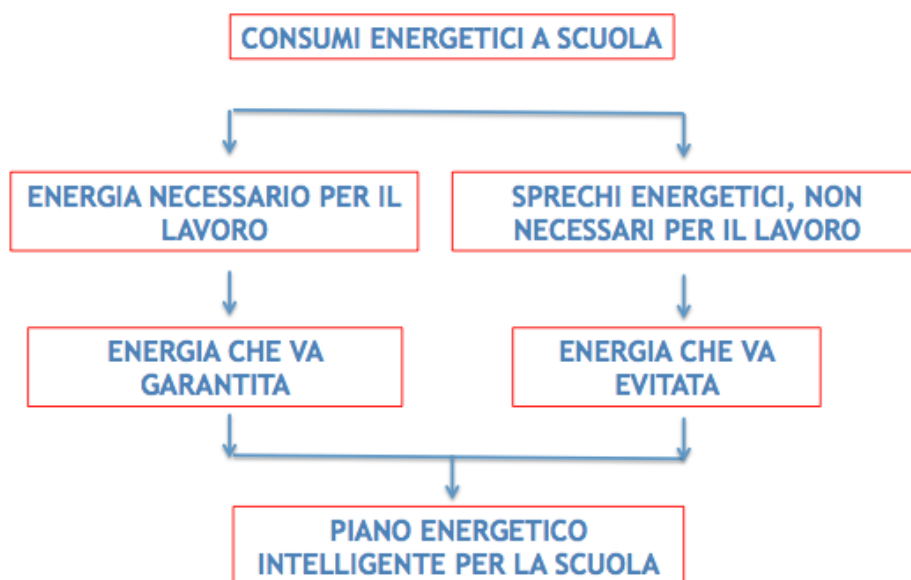 CONSUMI ENERGETICI A SCUOLA
ENERGIA NECESSARIO PER IL
LAVORO
SPRECHI ENERGETICI, NON
NECESSARI PER IL LAVORO
ENERGIA CHE VA
GARANTITA
ENERGIA CHE VA
EVITATA
PIANO ENERGETICO
INTELLIGENTE PER LA SCUOLA